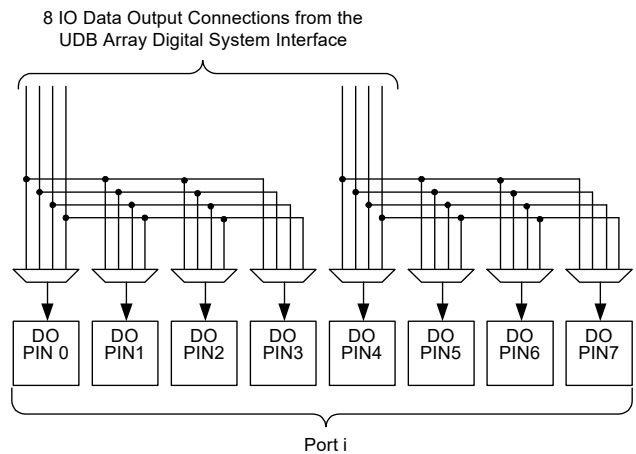 8 IO Data Output Connections from the
UDB Array Digital System Interface
DO
PIN 0
DO
PIN1
DO
PIN2
DO
PIN3
DO
PIN4
DO
PIN5
DO
PIN6
DO
PIN7
Port i